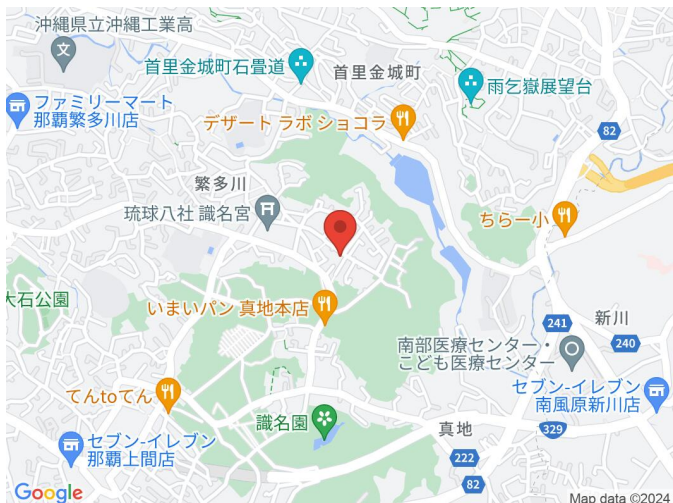 沖縄県立沖縄工業高
首里金城町石畳道
首里金城町
雨乞嶽展望台
ファミリーマート
那覇繁多川店
デザート ラボ ショコラ
82
繁多川
琉球八社 識名宮
ちらー小
大石公園
いまいパン 真地本店
241
新川
240
南部医療センター・
こども医療センター
てんtoてん
セブン-イレブン
南風原新川店
識名園
真地
329
セブン-イレブン
那覇上間店
222
82
Google
Map data ©2024